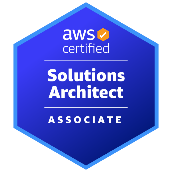 aws
certified
Solutions
Architect
ASSOCIATE